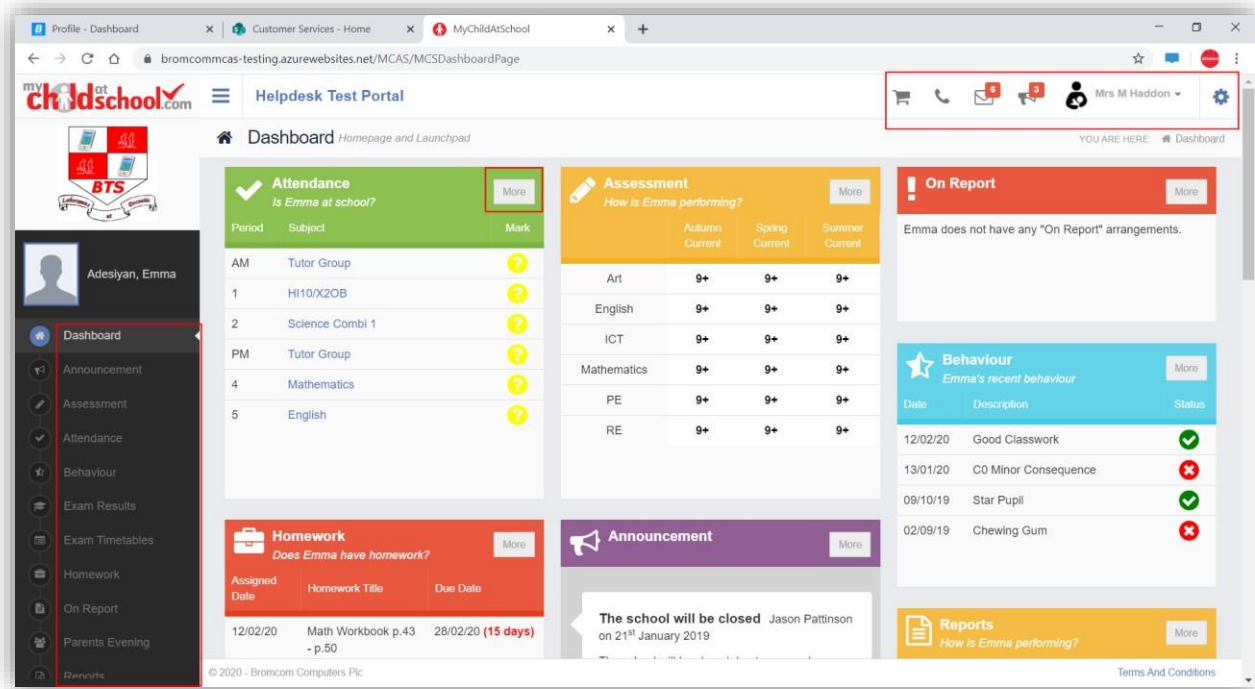 Profile - Dashboard
Customer Services - Home
MyChildAtSchool
bromcommcas-testing.azurewebsites.net/MCAS/MCSDashboardPage
my child at school.com
Helpdesk Test Portal
6
3
Mrs M Haddon
Dashboard Homepage and Launchpad
YOU ARE HERE: Dashboard
BTS
Adesiyan, Emma
Dashboard
Announcement
Assessment
Attendance
Behaviour
Exam Results
Exam Timetables
Homework
On Report
Parents Evening
Reports
Attendance
Is Emma at school?
More
Period Subject Mark
AM Tutor Group ?
1 HI10/X2OB ?
2 Science Combi 1 ?
PM Tutor Group ?
4 Mathematics ?
5 English ?
Assessment
How is Emma performing?
More
Autumn Current Spring Current Summer Current
Art 9+ 9+ 9+
English 9+ 9+ 9+
ICT 9+ 9+ 9+
Mathematics 9+ 9+ 9+
PE 9+ 9+ 9+
RE 9+ 9+ 9+
On Report
More
Emma does not have any "On Report" arrangements.
Behaviour
Emma's recent behaviour
More
Date Description Status
12/02/20 Good Classwork
13/01/20 C0 Minor Consequence
09/10/19 Star Pupil
02/09/19 Chewing Gum
Homework
Does Emma have homework?
More
Assigned Date Homework Title Due Date
12/02/20 Math Workbook p.43 28/02/20 (15 days)
- p.50
Announcement
More
The school will be closed Jason Pattinson
on 21st January 2019
Reports
How is Emma performing?
More
© 2020 - Bromcom Computers Plc
Terms And Conditions